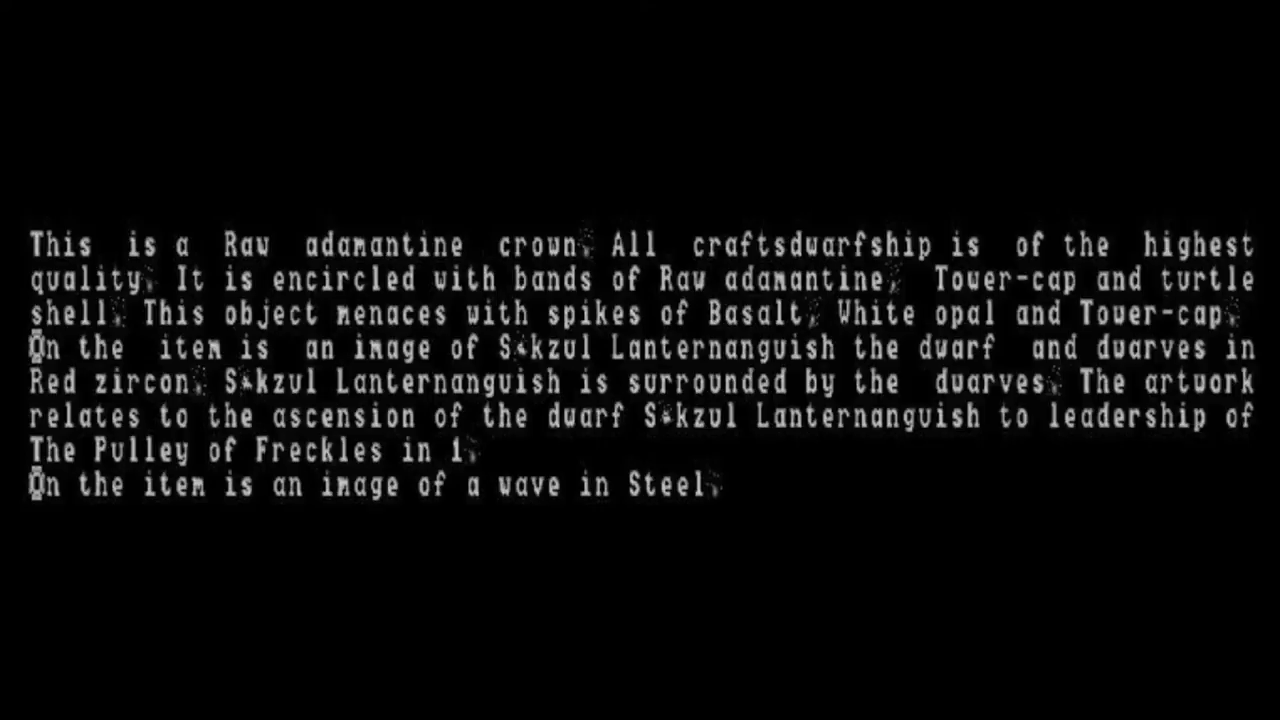 This is a Raw adamantine crown. All craftsdwarfship is of the highest
quality. It is encircled with bands of Raw adamantine, Tower-cap and turtle
shell. This object menaces with spikes of Basalt, White opal and Tower-cap.
On the item is an image of Lanternanguish the dwarf and dwarves in
Red zircon. Lanternanguish is surrounded by the dwarves. The artwork
relates to the ascension of the dwarf Lanternanguish to leadership of
The Pulley of Freckles in 1.
On the item is an image of a wave in Steel.